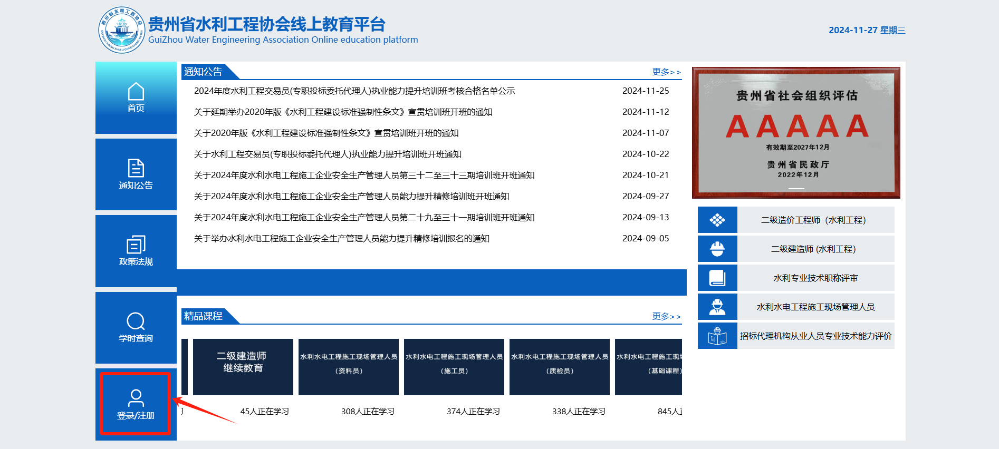 贵州省水利工程协会
GUI ZHOU SHENG SHUI LI GONG CHENG XIE HUI
贵州省水利工程协会线上教育平台
GuiZhou Water Engineering Association Online education platform
2024-11-27 星期三
首页
通知公告
政策法规
学时查询
登录/注册
通知公告
更多>>
2024年度水利工程交易员(专职投标委托代理人)执业能力提升培训班考核合格名单公示 2024-11-25
关于延期举办2020年版《水利工程建设标准强制性条文》宣贯培训班开班的通知 2024-11-12
关于2020年版《水利工程建设标准强制性条文》宣贯培训班开班的通知 2024-11-07
关于水利工程交易员(专职投标委托代理人)执业能力提升培训班开班通知 2024-10-22
关于2024年度水利水电工程施工企业安全生产管理人员第三十二至三十三期培训班开班通知 2024-10-21
关于2024年度水利水电工程施工企业安全生产管理人员能力提升精修培训班开班通知 2024-09-27
关于2024年度水利水电工程施工企业安全生产管理人员第二十九至三十一期培训班开班通知 2024-09-13
关于举办水利水电工程施工企业安全生产管理人员能力提升精修培训报名的通知 2024-09-05
精品课程
更多>>
二级建造师
继续教育
45人正在学习
水利水电工程施工现场管理人员
(资料员)
308人正在学习
水利水电工程施工现场管理人员
(施工员)
374人正在学习
水利水电工程施工现场管理人员
(质检员)
338人正在学习
水利水电工程施工现场
(基础课程)
845人正
贵州省社会组织评估
AAAAA
有效期至2027年12月
贵州省民政厅
2022年12月
二级造价工程师（水利工程）
二级建造师 (水利工程）
水利专业技术职称评审
水利水电工程施工现场管理人员
招标代理机构从业人员专业技术能力评价